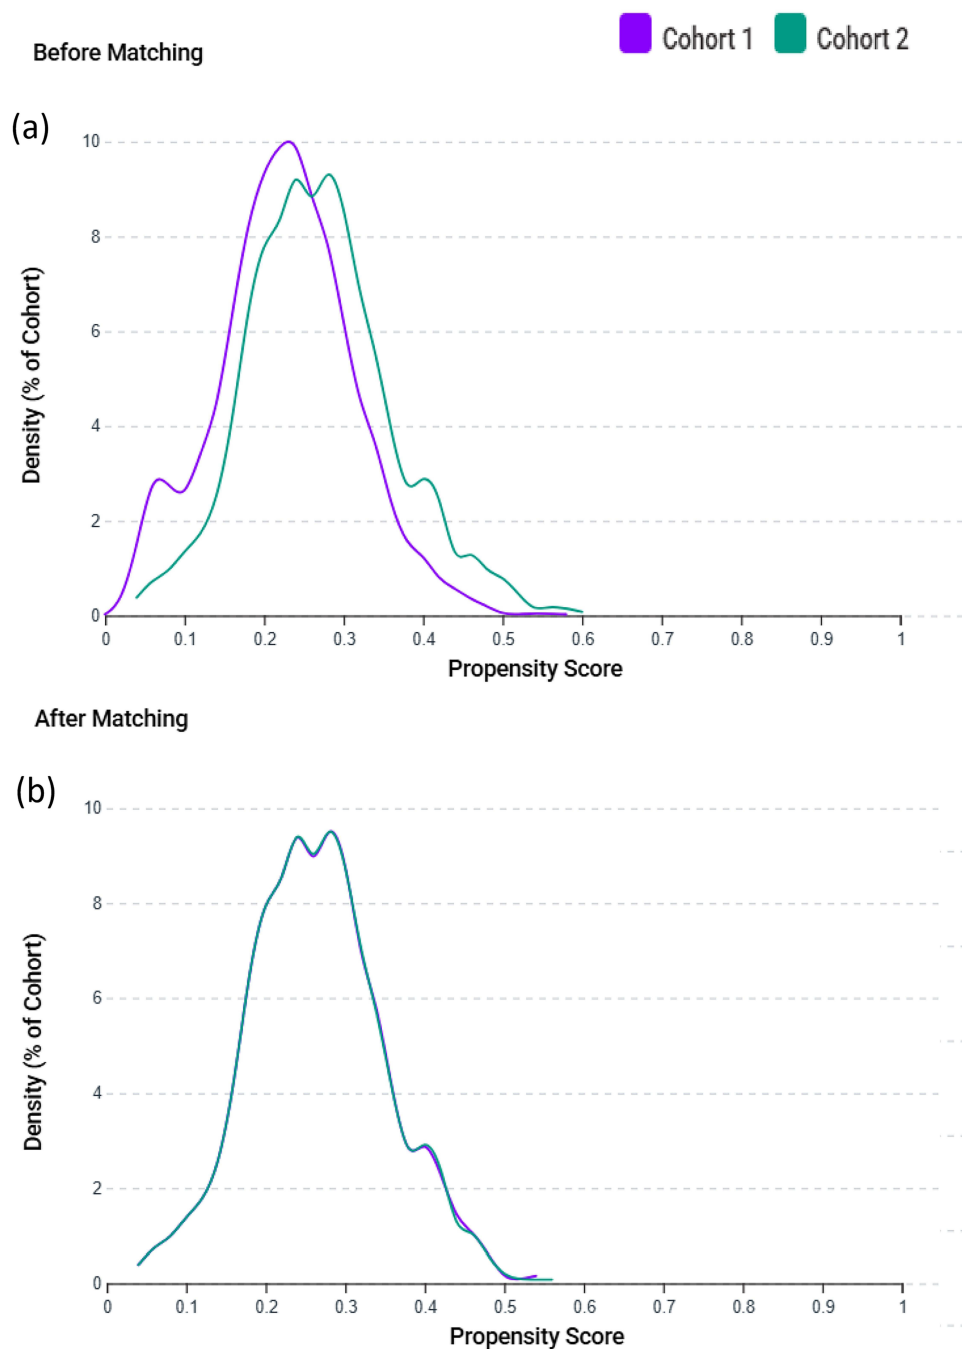 Cohort 1 Cohort 2
Before Matching
(a)
10
8
6
4
2
0
Density (% of Cohort)
0 0.1 0.2 0.3 0.4 0.5 0.6 0.7 0.8 0.9 1
Propensity Score
After Matching
(b)
10
8
6
4
2
0
Density (% of Cohort)
0 0.1 0.2 0.3 0.4 0.5 0.6 0.7 0.8 0.9 1
Propensity Score